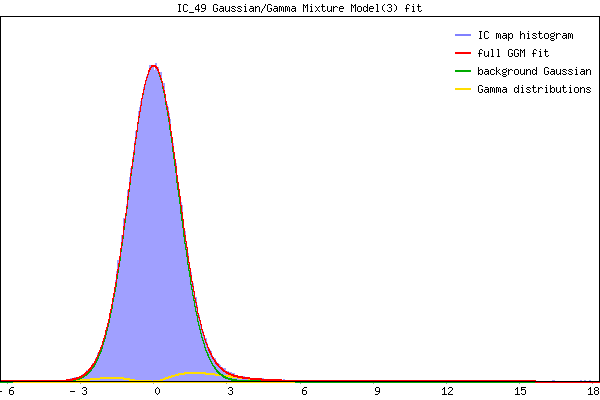 IC_49 Gaussian/Gamma Mixture Model(3) fit
IC map histogram
full GGM fit
background Gaussian
Gamma distributions
-6 -3 0 3 6 9 12 15 18